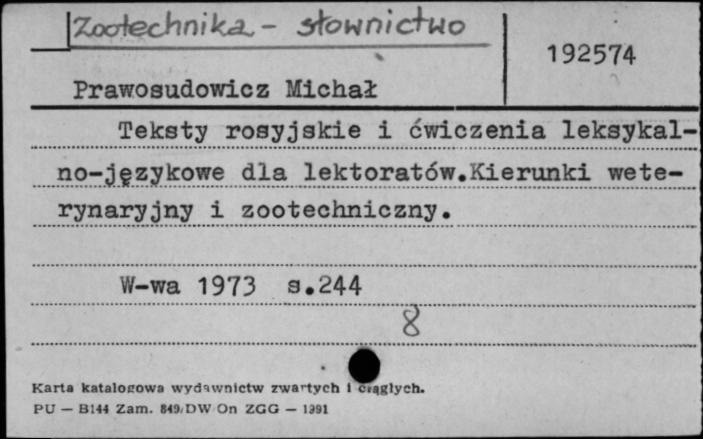 Zootechnika - słownictwo
192574
Prawosudowicz Michał
Teksty rosyjskie i ćwiczenia leksykal-
no-językowe dla lektoratów.Kierunki wete-
rynaryjny i zootechniczny.
W-wa 1973 s.244
8
Karta katalogowa wydawnictw zwartych i ciągłych.
PU — B144 Zam. 849/DW/On ZGG — 1991